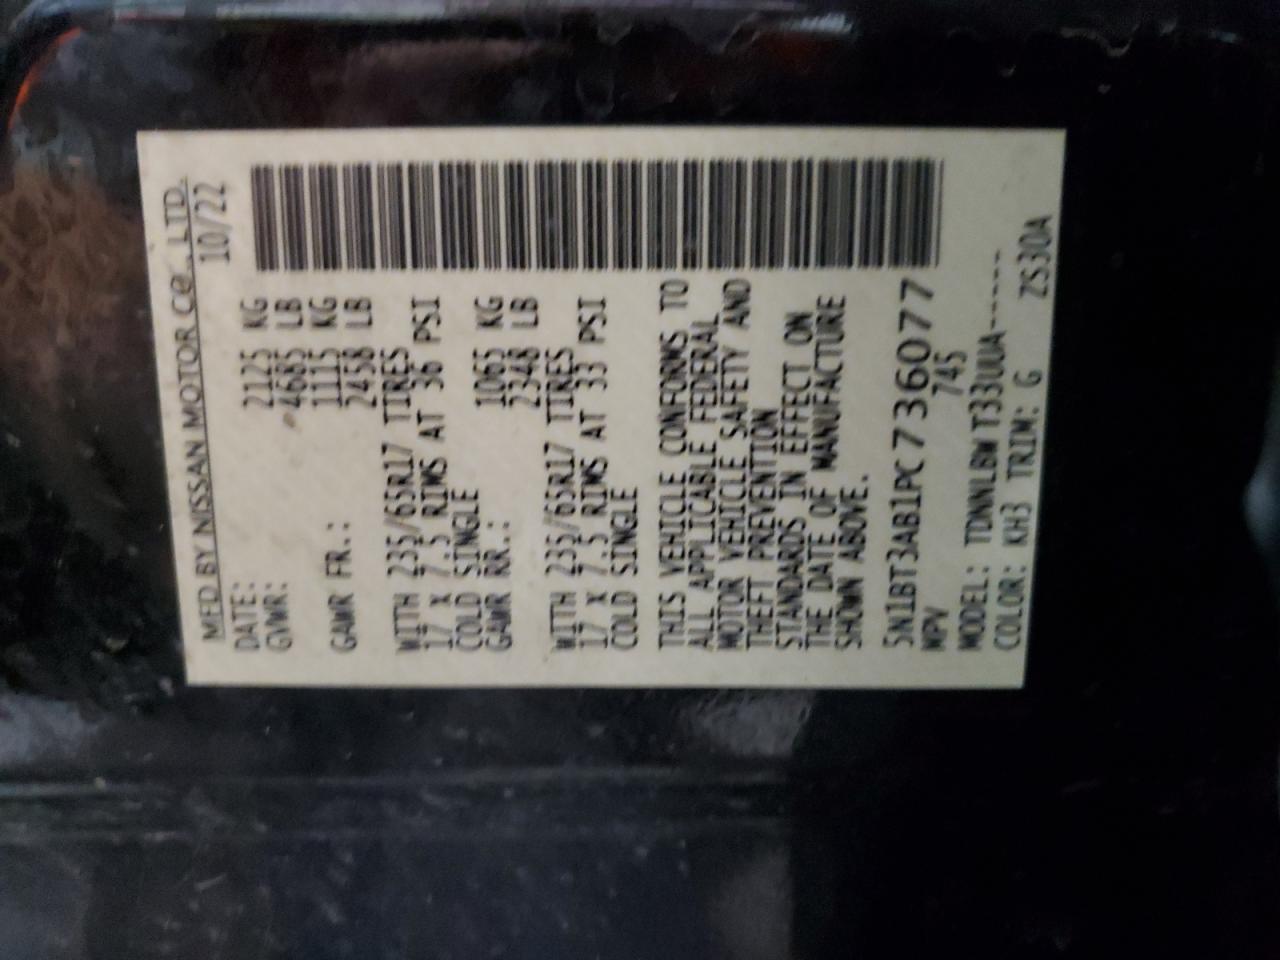 MFD BY NISSAN MOTOR CO.,LTD.
DATE: 10/22
GVWR: 2125 KG
4685 LB
GAWR FR.: 1115 KG
2458 LB
WITH 235/65R17 TIRES
17 x 7.5 RIMS AT 36 PSI
COLD SINGLE
GAWR RR.: 1065 KG
2348 LB
WITH 235/65R17 TIRES
17 x 7.5 RIMS AT 33 PSI
COLD SINGLE
THIS VEHICLE CONFORMS TO
ALL APPLICABLE FEDERAL
MOTOR VEHICLE SAFETY AND
THEFT PREVENTION
STANDARDS IN EFFECT ON
THE DATE OF MANUFACTURE
SHOWN ABOVE.
5N1BT3AB1PC736077
MPV 745
MODEL: TDNNLBW T33UUA------
COLOR: KH3 TRIM: G ZS30A